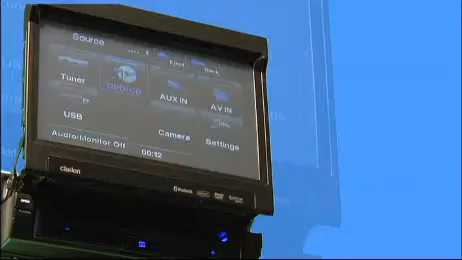 Source
Eject
Back
Tuner
DVD/CD
AUX IN
AV IN
USB
Camera
Settings
Audio/Monitor Off
00:12
Clarion
Bluetooth